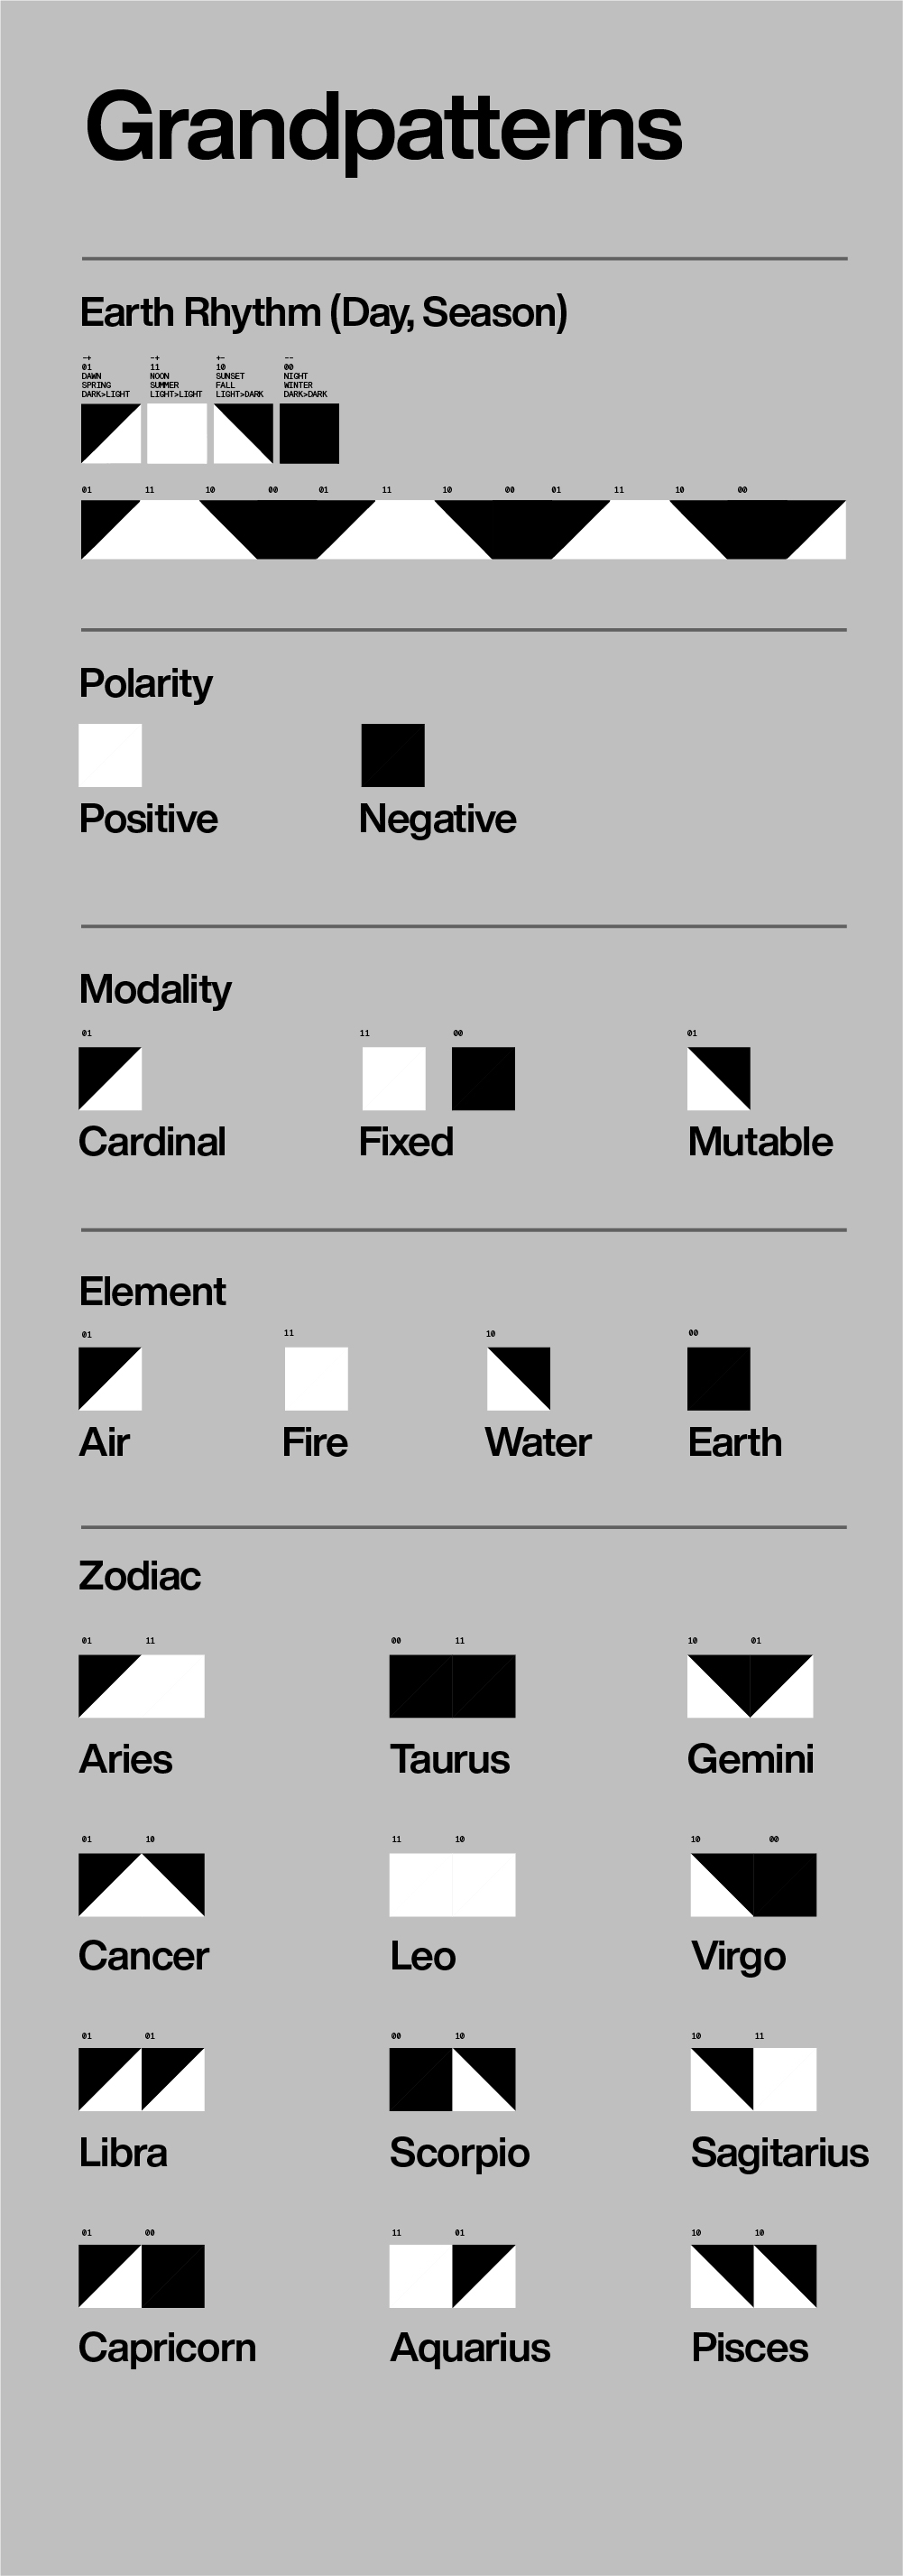 Grandpatterns
Earth Rhythm (Day, Season)
-+ -+ +- --
01 11 10 00
DAWN NOON SUNSET NIGHT
SPRING SUMMER FALL WINTER
DARK>LIGHT LIGHT>LIGHT LIGHT>DARK DARK>DARK
01 11 10 00 01 11 10 00 01 11 10 00
Polarity
Positive Negative
Modality
01 11 00 01
Cardinal Fixed Mutable
Element
01 11 10 00
Air Fire Water Earth
Zodiac
01 11 00 11 10 01
Aries Taurus Gemini
01 10 11 10 10 00
Cancer Leo Virgo
01 01 00 10 10 11
Libra Scorpio Sagitarius
01 00 11 01 10 10
Capricorn Aquarius Pisces